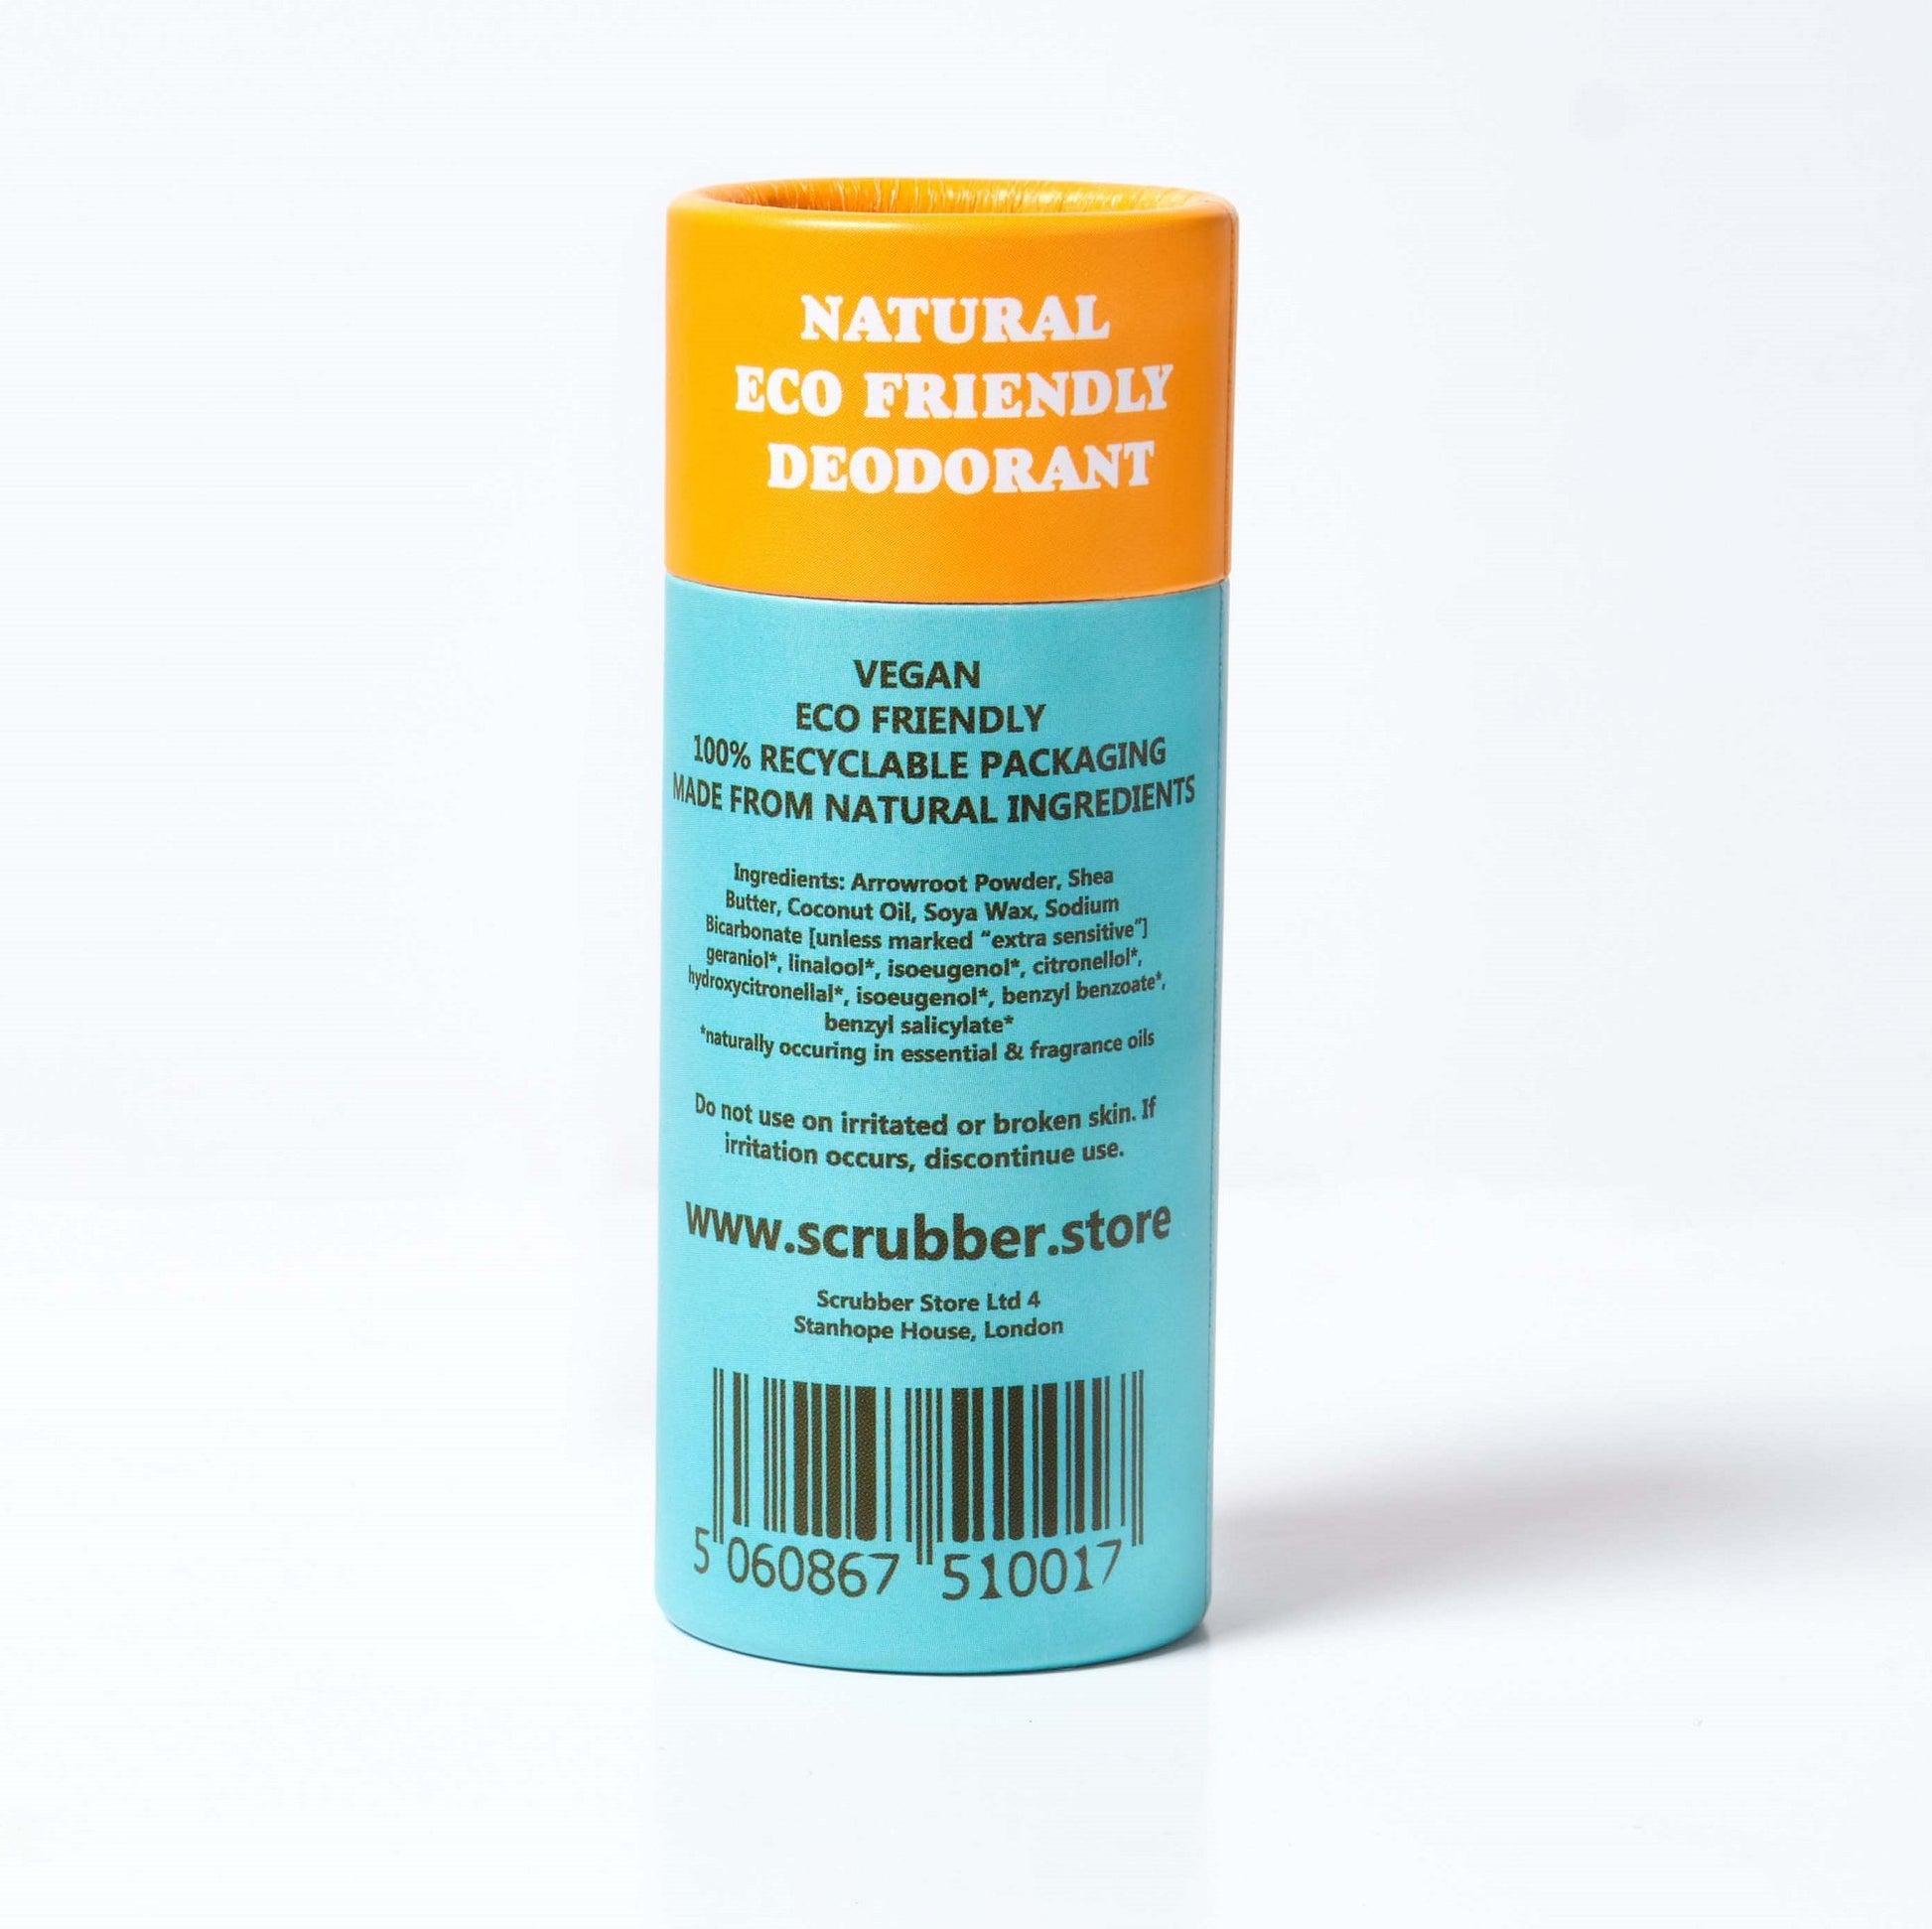 NATURAL
ECO FRIENDLY
DEODORANT
VEGAN
ECO FRIENDLY
100% RECYCLABLE PACKAGING
MADE FROM NATURAL INGREDIENTS
Ingredients: Arrowroot Powder, Shea
Butter, Coconut Oil, Soya Wax, Sodium
Bicarbonate [unless marked “extra sensitive”]
geraniol*, linalool*, isoeugenol*, citronellol*,
hydroxycitronellal*, isoeugenol*, benzyl benzoate*,
benzyl salicylate*
*naturally occuring in essential & fragrance oils
Do not use on irritated or broken skin. If
irritation occurs, discontinue use.
www.scrubber.store
Scrubber Store Ltd 4
Stanhope House, London
5 060867 510017